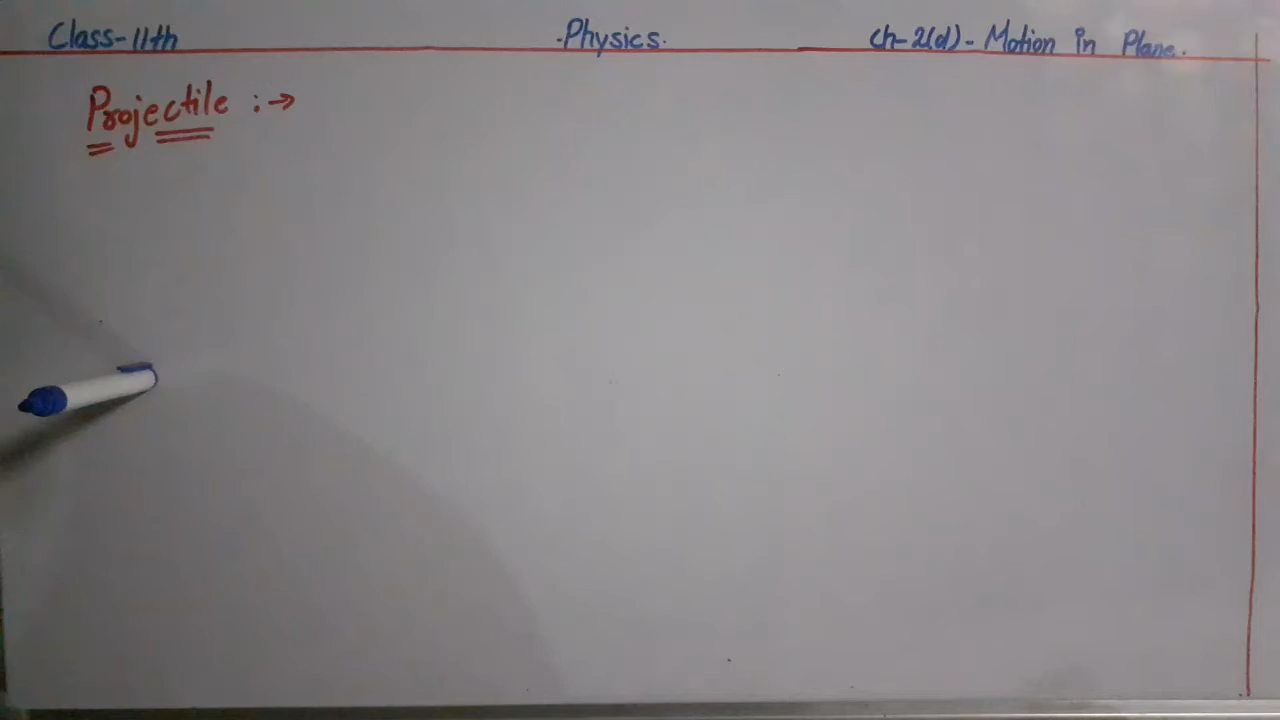 Class-11th .Physics. Ch-2(d)- Motion in Plane.
Projectile :→